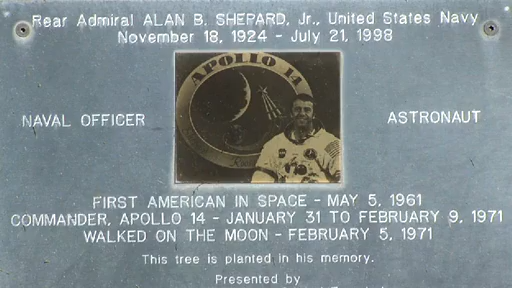 Rear Admiral ALAN B. SHEPARD, Jr., United States Navy
November 18, 1924 - July 21, 1998
APOLLO 14
NAVAL OFFICER
ASTRONAUT
FIRST AMERICAN IN SPACE - MAY 5, 1961
COMMANDER, APOLLO 14 - JANUARY 31 TO FEBRUARY 9, 1971
WALKED ON THE MOON - FEBRUARY 5, 1971
This tree is planted in his memory.
Presented by